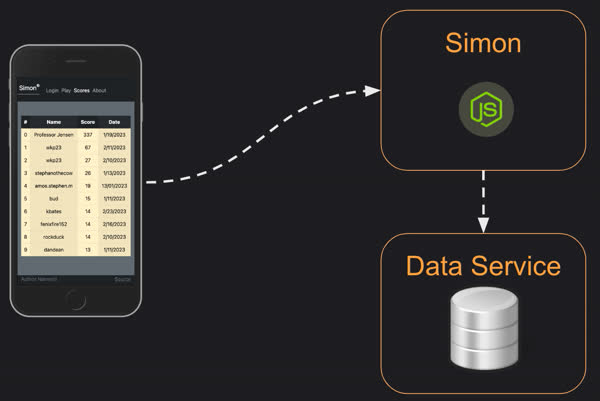 Simon®
Login Play Scores About
# Name Score Date
0 Professor Jensen 337 1/19/2023
1 wkp23 67 2/11/2023
2 wkp23 27 2/10/2023
3 stephanothecow 26 1/13/2023
4 amos.stephen.m 19 13/01/2023
5 bud 15 1/11/2023
6 kbates 14 2/23/2023
7 fenixfire152 14 2/16/2023
8 rockduck 14 2/10/2023
9 dandean 13 1/11/2023
Author Name(s) Source
Simon
JS
Data Service